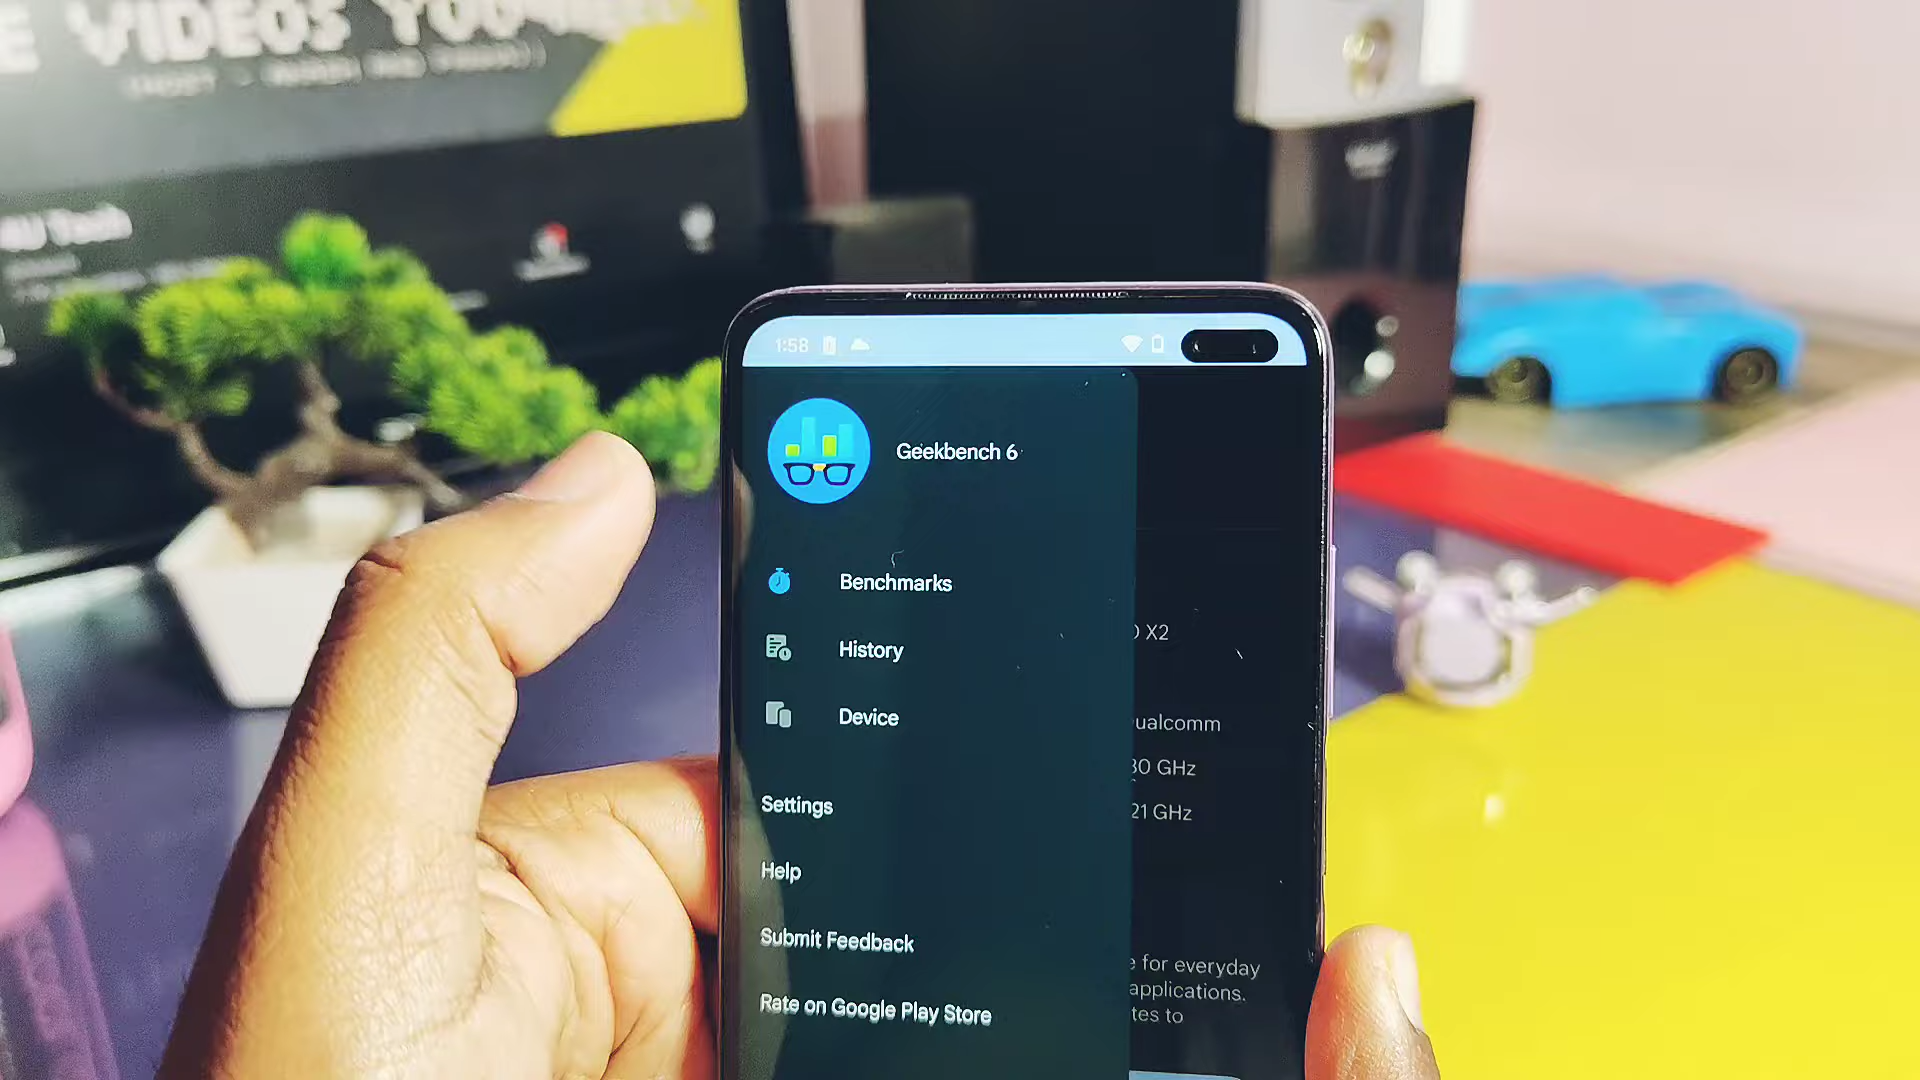 VIDEOS
1:58
Geekbench 6
Benchmarks
History
Device
Settings
Help
Submit Feedback
Rate on Google Play Store
X2
ualcomm
30 GHz
21 GHz
e for everyday
applications.
tes to